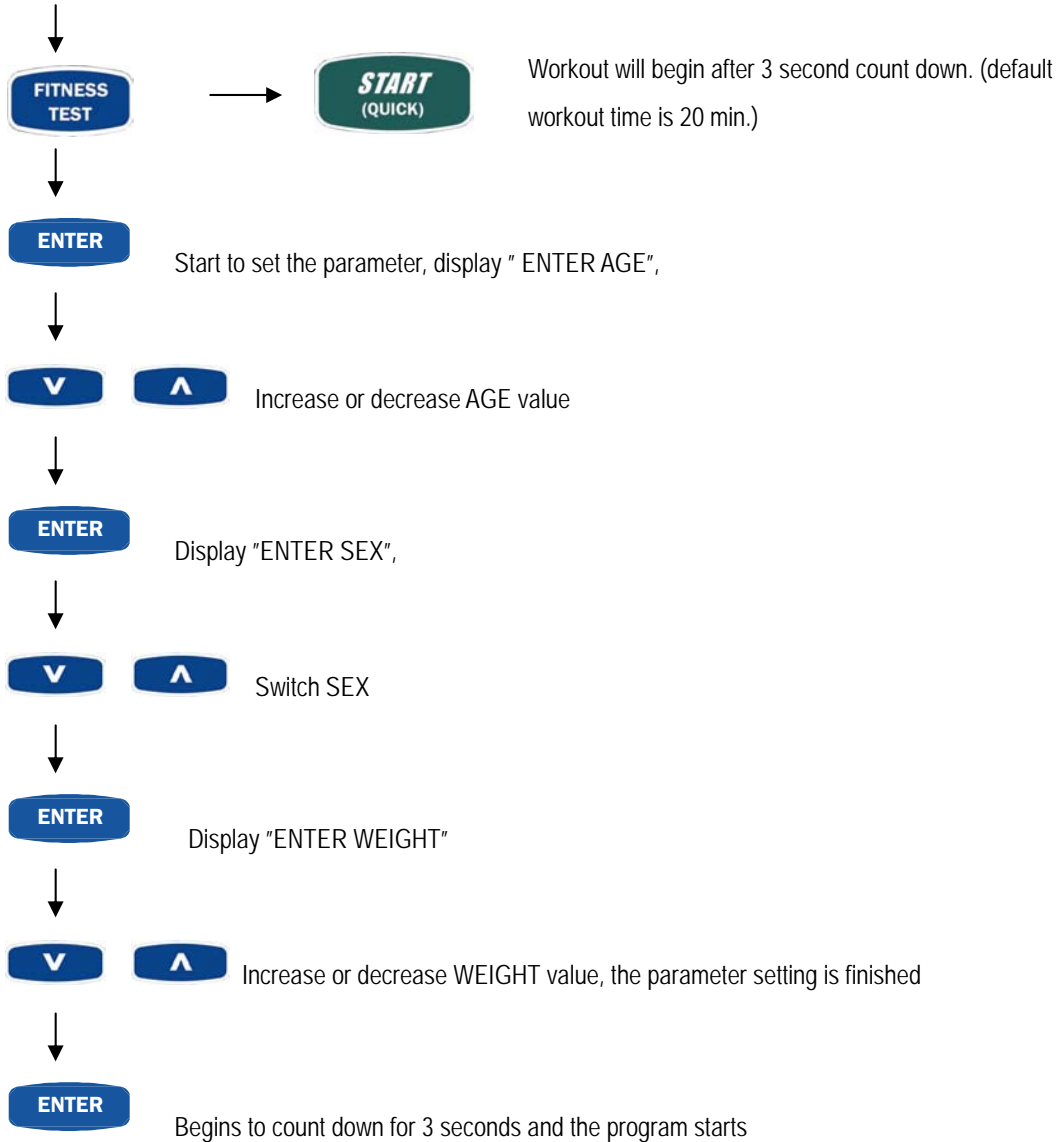 FITNESS
TEST
START
(QUICK)
Workout will begin after 3 second count down. (default
workout time is 20 min.)
ENTER
Start to set the parameter, display " ENTER AGE",
V Λ Increase or decrease AGE value
ENTER
Display "ENTER SEX",
V Λ Switch SEX
ENTER
Display "ENTER WEIGHT"
V Λ Increase or decrease WEIGHT value, the parameter setting is finished
ENTER
Begins to count down for 3 seconds and the program starts